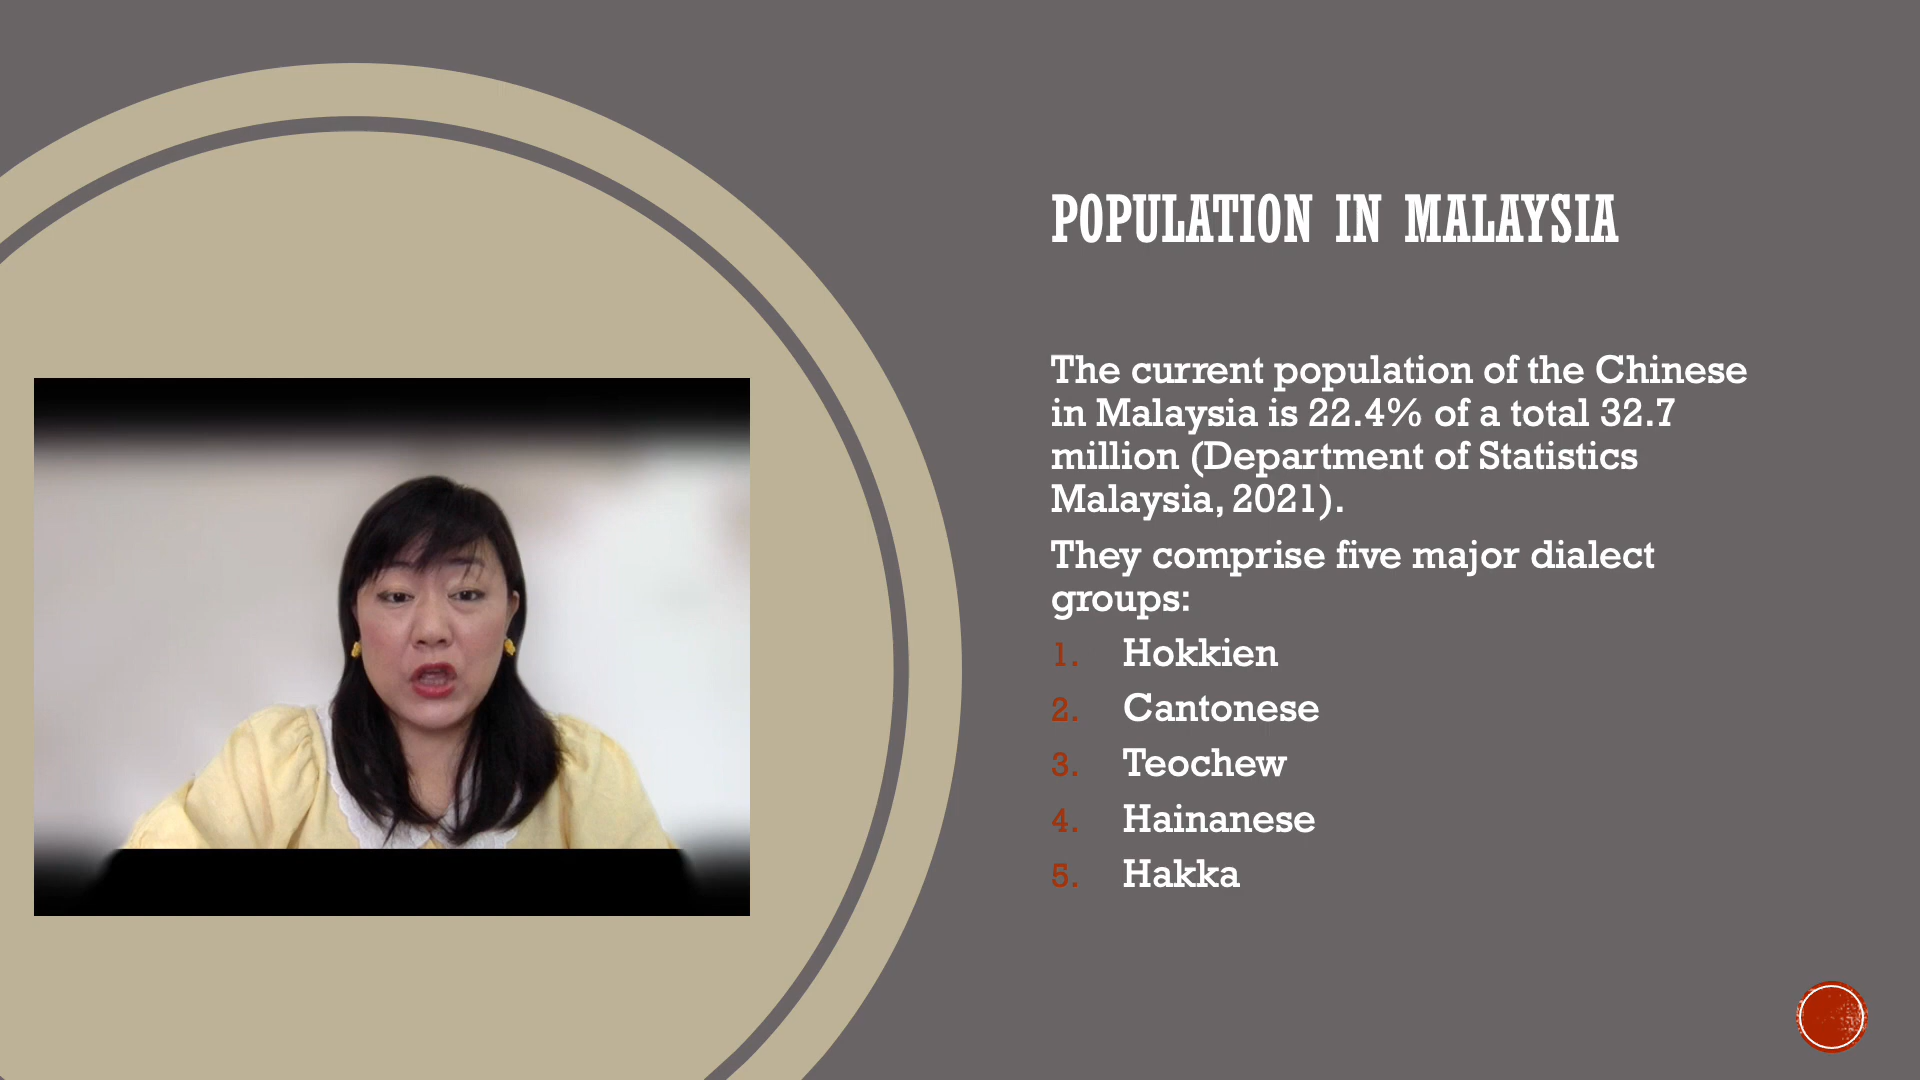 POPULATION IN MALAYSIA
The current population of the Chinese
in Malaysia is 22.4% of a total 32.7
million (Department of Statistics
Malaysia, 2021).
They comprise five major dialect
groups:
1. Hokkien
2. Cantonese
3. Teochew
4. Hainanese
5. Hakka